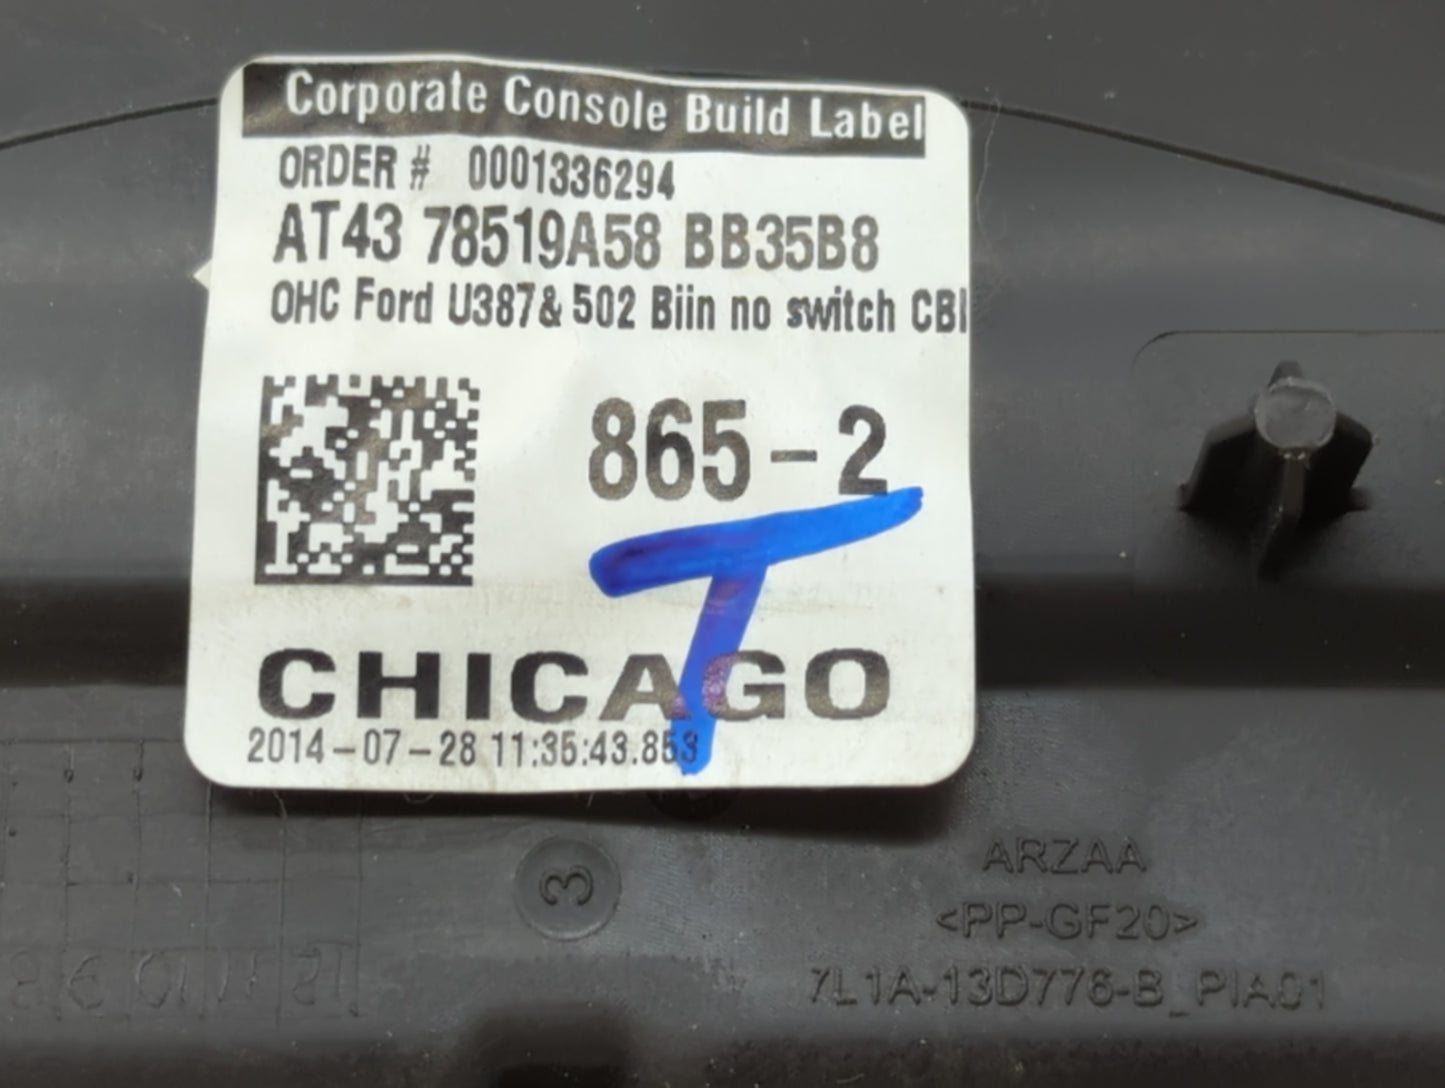 Corporate Console Build Label
ORDER # 0001336294
AT43 78519A58 BB35B8
OHC Ford U387& 502 Biin no switch CBI
865-2
T
CHICAGO
2014-07-28 11:35:43.853
3
ARZAA
<PP-GF20>
7L1A-13D776-B_PIA01